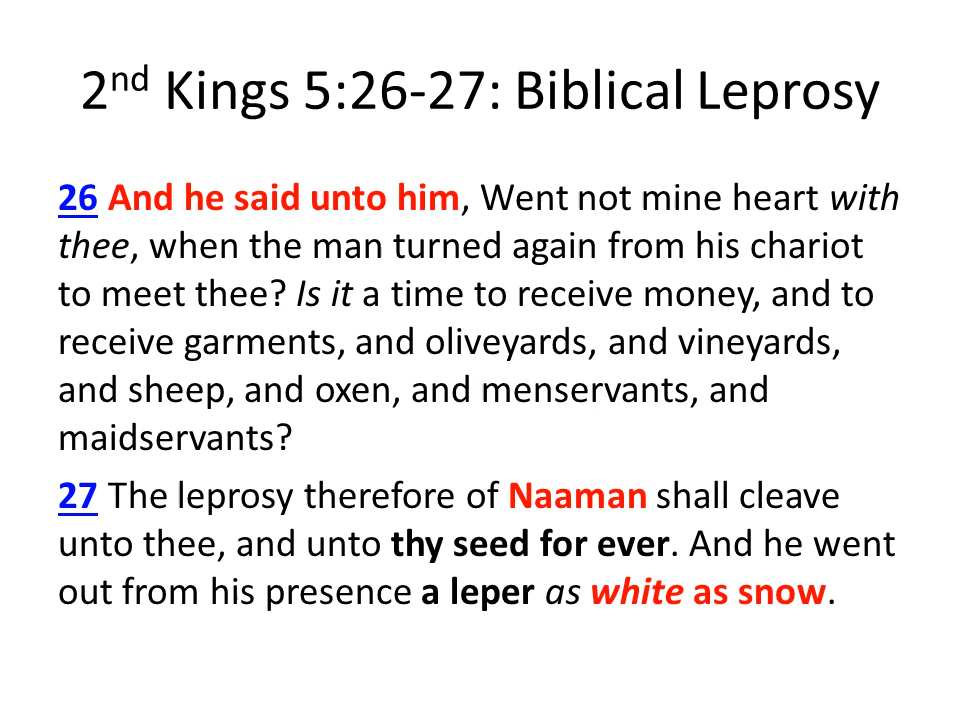 2nd Kings 5:26-27: Biblical Leprosy
26 And he said unto him, Went not mine heart with
thee, when the man turned again from his chariot
to meet thee? Is it a time to receive money, and to
receive garments, and oliveyards, and vineyards,
and sheep, and oxen, and menservants, and
maidservants?
27 The leprosy therefore of Naaman shall cleave
unto thee, and unto thy seed for ever. And he went
out from his presence a leper as white as snow.